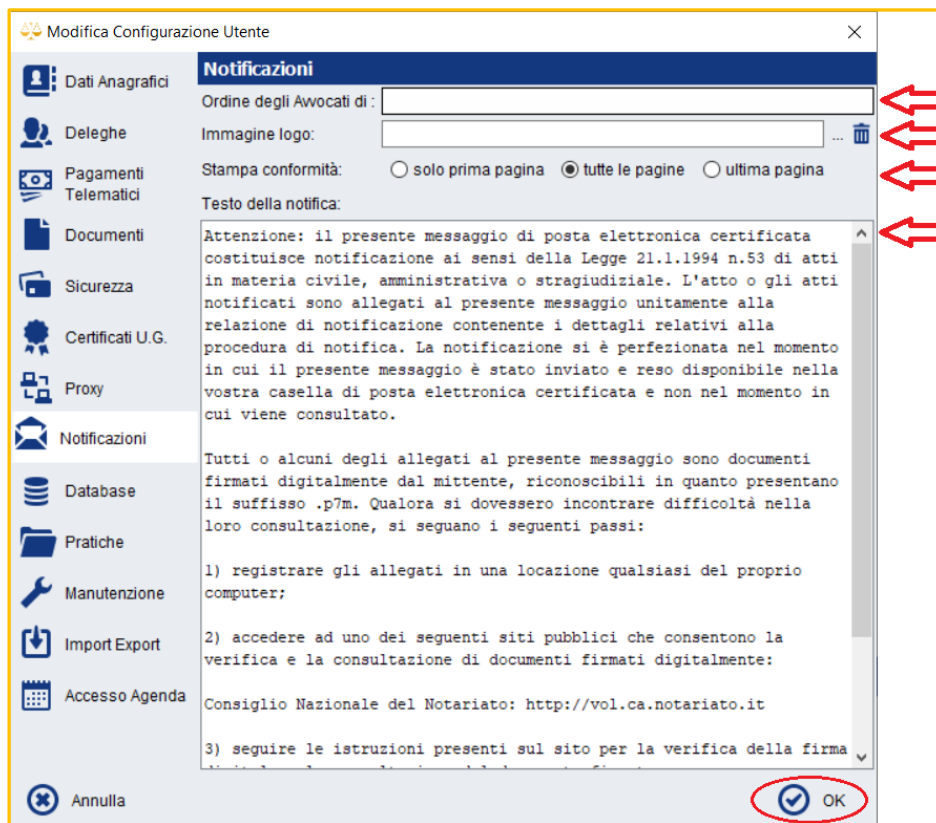 Modifica Configurazione Utente
Dati Anagrafici
Deleghe
Pagamenti
Telematici
Documenti
Sicurezza
Certificati U.G.
Proxy
Notificazioni
Database
Pratiche
Manutenzione
Import Export
Accesso Agenda
Notificazioni
Ordine degli Avvocati di :
Immagine logo:
...
Stampa conformità: solo prima pagina tutte le pagine ultima pagina
Testo della notifica:
Attenzione: il presente messaggio di posta elettronica certificata
costituisce notificazione ai sensi della Legge 21.1.1994 n.53 di atti
in materia civile, amministrativa o stragiudiziale. L'atto o gli atti
notificati sono allegati al presente messaggio unitamente alla
relazione di notificazione contenente i dettagli relativi alla
procedura di notifica. La notificazione si è perfezionata nel momento
in cui il presente messaggio è stato inviato e reso disponibile nella
vostra casella di posta elettronica certificata e non nel momento in
cui viene consultato.
Tutti o alcuni degli allegati al presente messaggio sono documenti
firmati digitalmente dal mittente, riconoscibili in quanto presentano
il suffisso .p7m. Qualora si dovessero incontrare difficoltà nella
loro consultazione, si seguano i seguenti passi:
1) registrare gli allegati in una locazione qualsiasi del proprio
computer;
2) accedere ad uno dei seguenti siti pubblici che consentono la
verifica e la consultazione di documenti firmati digitalmente:
Consiglio Nazionale del Notariato: http://vol.ca.notariato.it
3) seguire le istruzioni presenti sul sito per la verifica della firma
Annulla
OK